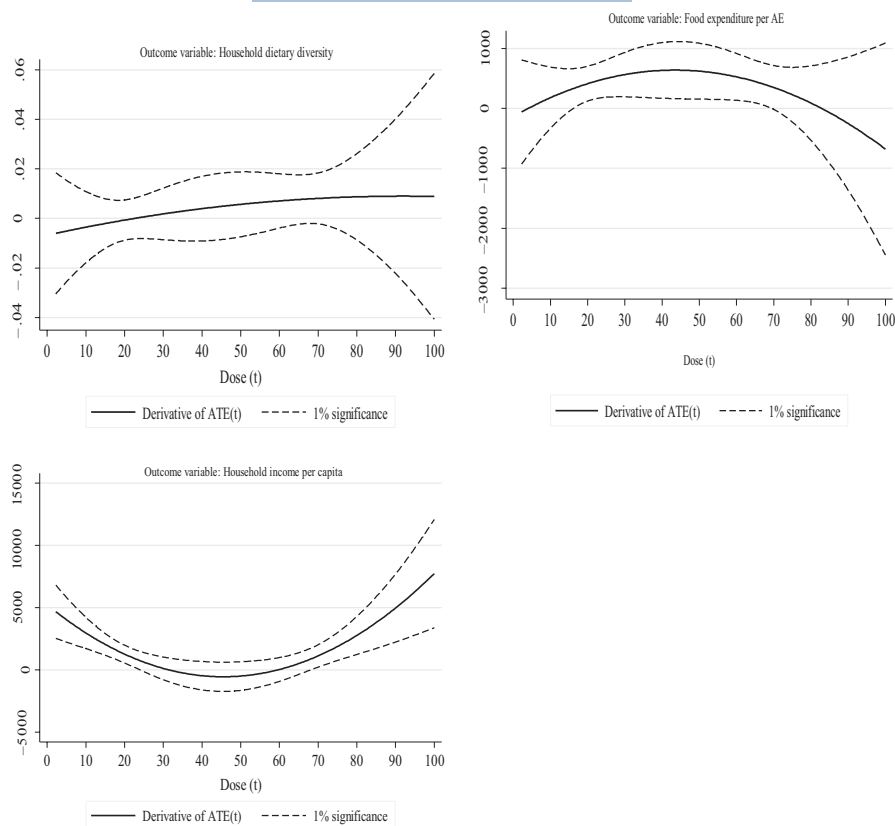 Outcome variable: Household dietary diversity
.06
.04
.02
0
−.02
−.04
0 10 20 30 40 50 60 70 80 90 100
Dose (t)
Derivative of ATE(t) 1% significance
Outcome variable: Food expenditure per AE
1000
0
−1000
−2000
−3000
0 10 20 30 40 50 60 70 80 90 100
Dose (t)
Derivative of ATE(t) 1% significance
Outcome variable: Household income per capita
15000
10000
5000
0
−5000
0 10 20 30 40 50 60 70 80 90 100
Dose (t)
Derivative of ATE(t) 1% significance